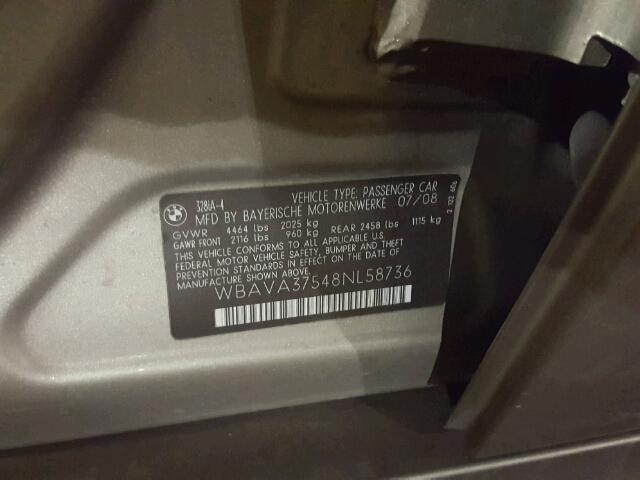 BMW
328iA-4 VEHICLE TYPE: PASSENGER CAR
MFD BY BAYERISCHE MOTORENWERKE 07/08
GVWR 4464 lbs 2025 kg
GAWR FRONT 2116 lbs 960 kg REAR 2458 lbs 1115 kg
THIS VEHICLE CONFORMS TO ALL APPLICABLE U.S.
FEDERAL MOTOR VEHICLE SAFETY, BUMPER AND THEFT
PREVENTION STANDARDS IN EFFECT ON THE DATE OF
MANUFACTURE SHOWN ABOVE.
WBAVA37548NL58736